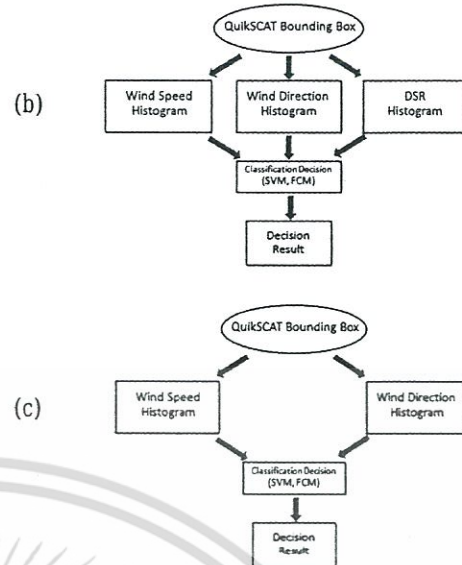 (b)
QuikSCAT Bounding Box
Wind Speed
Histogram
Wind Direction
Histogram
DSR
Histogram
Classification Decision
(SVM, FCM)
Decision
Result
(c)
QuikSCAT Bounding Box
Wind Speed
Histogram
Wind Direction
Histogram
Classification Decision
(SVM, FCM)
Decision
Result